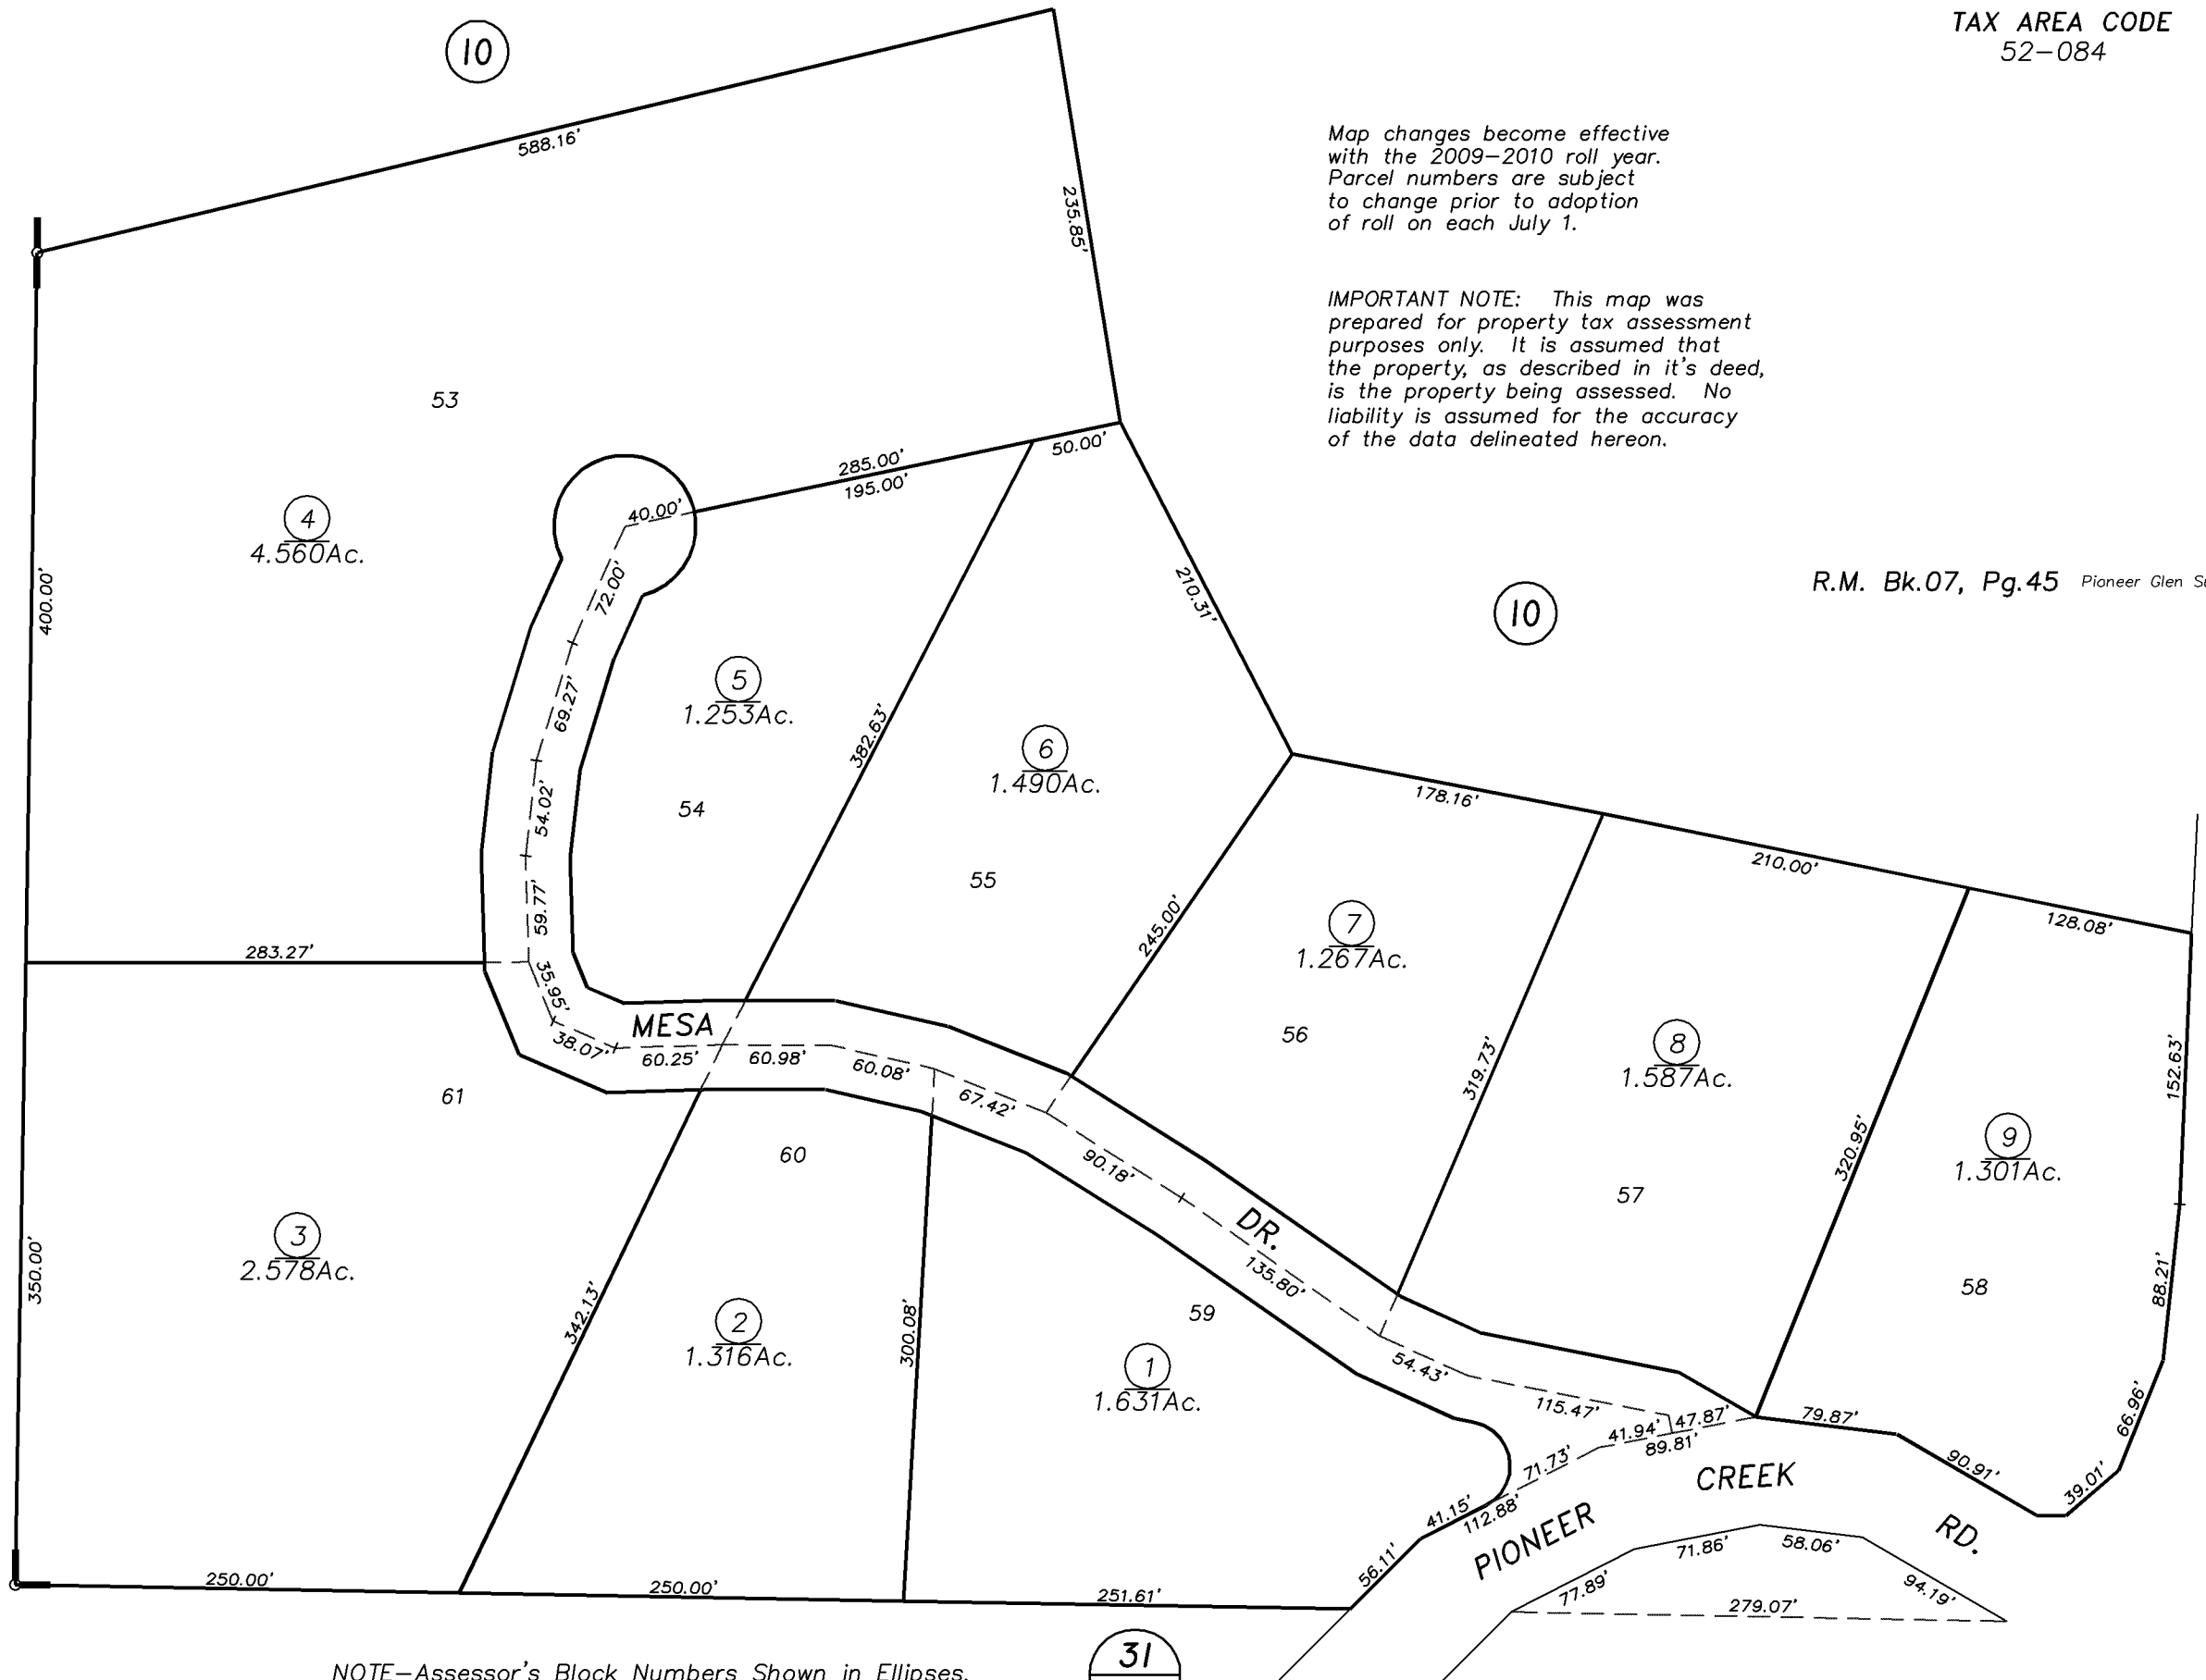 10
TAX AREA CODE
52-084
Map changes become effective
with the 2009-2010 roll year.
Parcel numbers are subject
to change prior to adoption
of roll on each July 1.
IMPORTANT NOTE: This map was
prepared for property tax assessment
purposes only. It is assumed that
the property, as described in it's deed,
is the property being assessed. No
liability is assumed for the accuracy
of the data delineated hereon.
588.16'
235.85'
53
285.00'
195.00'
50.00'
40.00'
4
4.560Ac.
400.00'
72.00'
210.31'
10
R.M. Bk.07, Pg.45 Pioneer Glen
69.27'
5
1.253Ac.
382.63'
6
1.490Ac.
54.02'
54
178.16'
210.00'
55
59.77'
245.00'
7
1.267Ac.
128.08'
283.27'
35.95'
38.07'
MESA
60.25'
60.98'
60.08'
67.42'
56
319.73'
8
1.587Ac.
152.63'
61
60
90.18'
320.95'
9
1.301Ac.
57
DR.
135.80'
3
2.578Ac.
350.00'
342.13'
2
1.316Ac.
300.08'
59
58
88.21'
1
1.631Ac.
54.43'
115.47'
41.94'
47.87'
89.81'
79.87'
66.96'
71.73'
90.91'
39.01'
41.15'
112.88'
PIONEER
CREEK
RD.
56.11'
71.86'
58.06'
77.89'
94.19'
279.07'
250.00'
250.00'
251.61'
31
NOTE-Assessor's Block Numbers Shown in Ellipses.